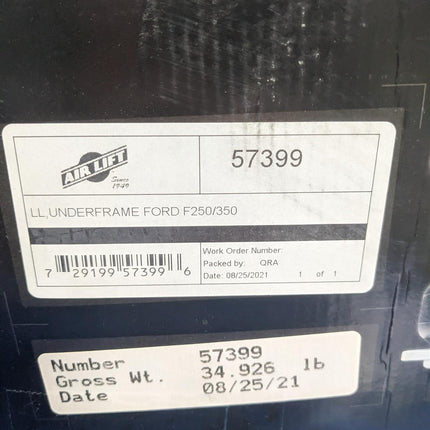 AIR LIFT
Since
1949
57399
LL,UNDERFRAME FORD F250/350
7 29199 57399 6
Work Order Number:
Packed by: QRA
Date: 08/25/2021 1 of 1
Number 57399
Gross Wt. 34.926 lb
Date 08/25/21